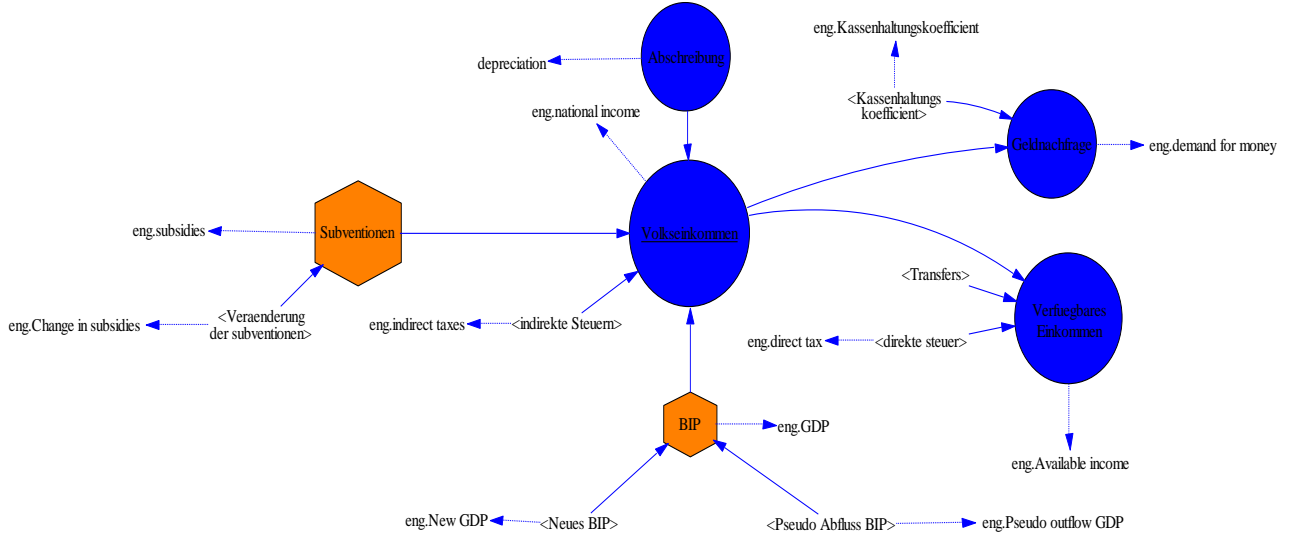 eng.Kassenhaltungskoefficient
Abschreibung
depreciation
<Kassenhaltungs
koefficient>
eng.national income
Geldnachfrage
eng.demand for money
eng.subsidies
Subventionen
Volkseinkommen
<Transfers>
Verfuegbares
Einkommen
eng.Change in subsidies
<Veraenderung
der subventionen>
eng.indirect taxes
<indirekte Steuern>
eng.direct tax
<direkte steuer>
BIP
eng.GDP
eng.Available income
eng.New GDP
<Neues BIP>
<Pseudo Abfluss BIP>
eng.Pseudo outflow GDP